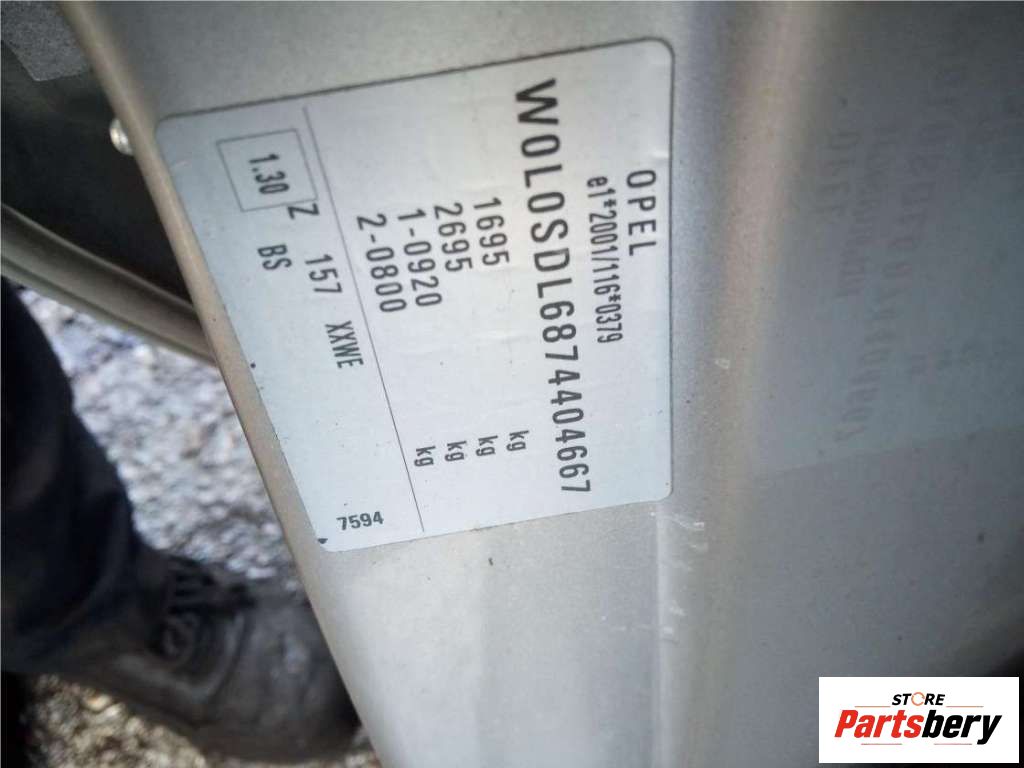 OPEL
e1*2001/116*0379
W0L0SDL6874404667
1695 kg
2695 kg
1-0920 kg
2-0800 kg
1.30 Z 157 XXWE
BS
7594
STORE
Partsbery